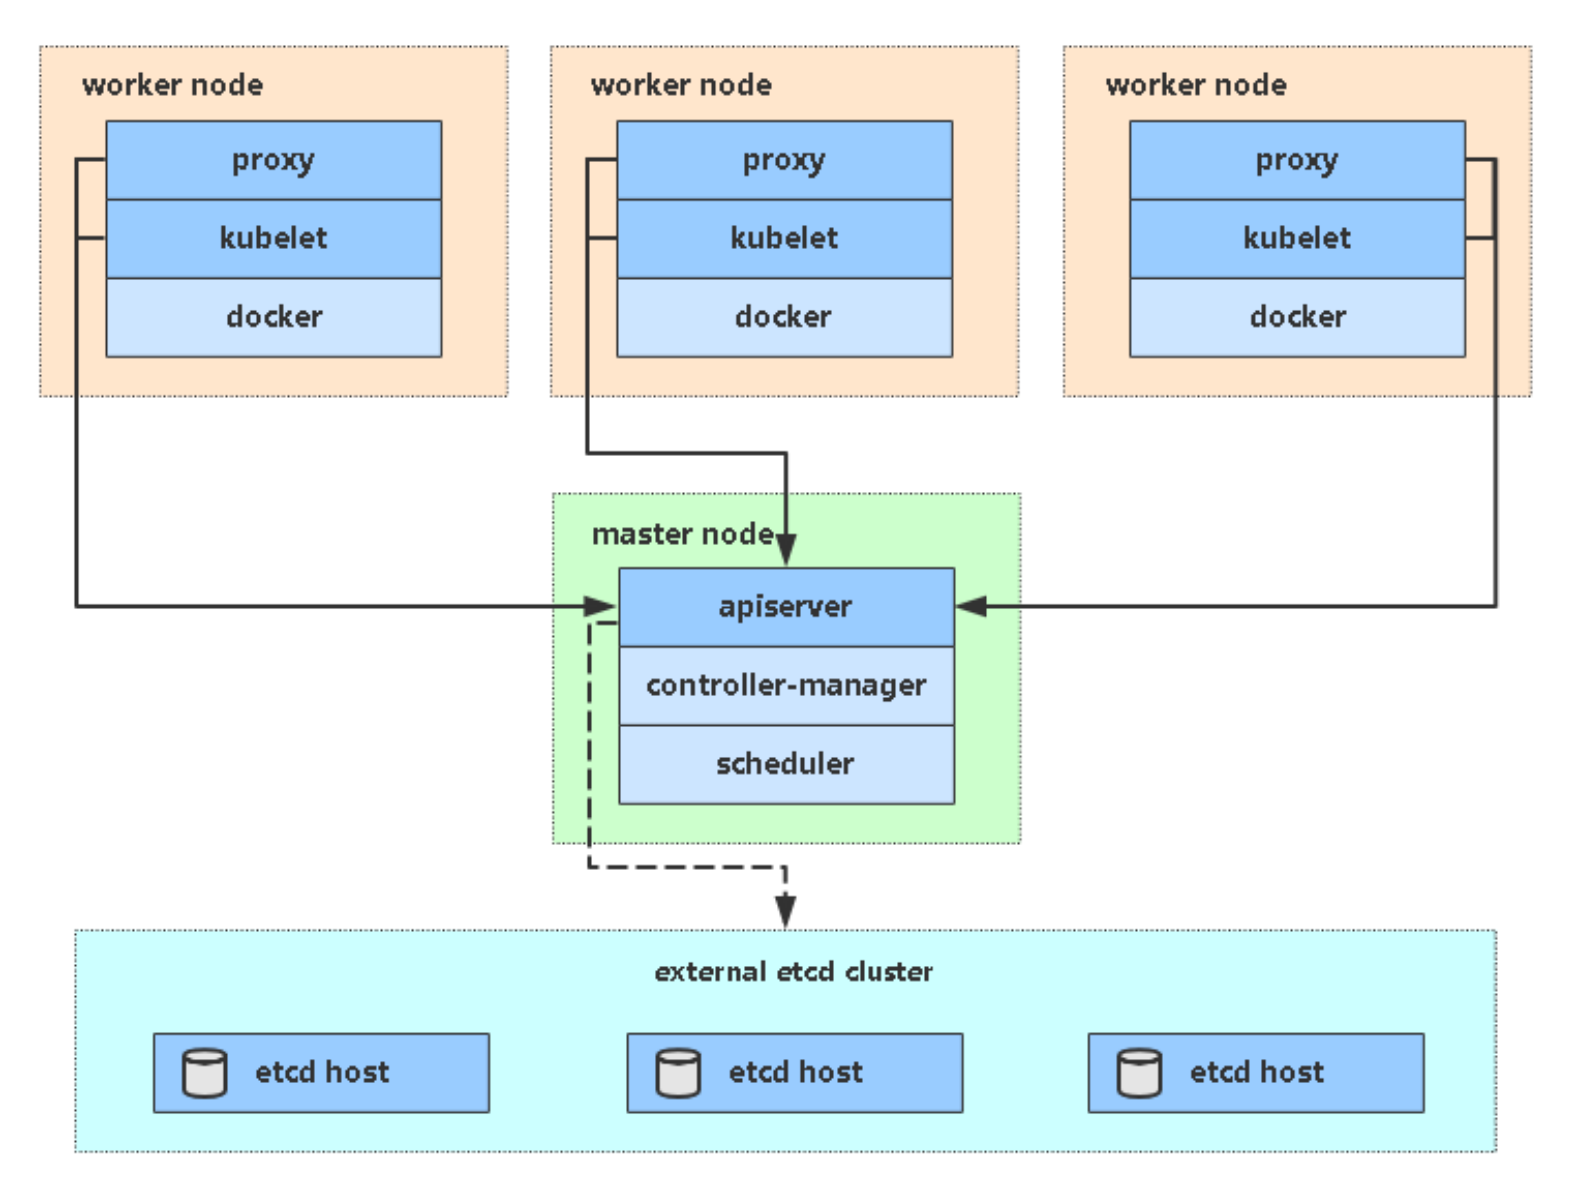 worker node
proxy
kubelet
docker
worker node
proxy
kubelet
docker
worker node
proxy
kubelet
docker
master node
apiserver
controller-manager
scheduler
external etcd cluster
etcd host
etcd host
etcd host